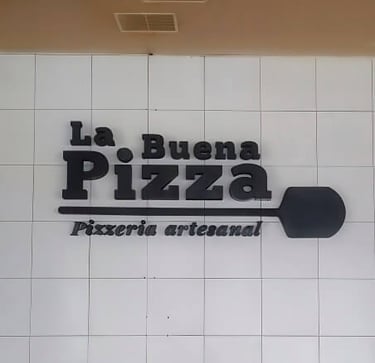 La Buena
Pizza
Pizzeria artesanal